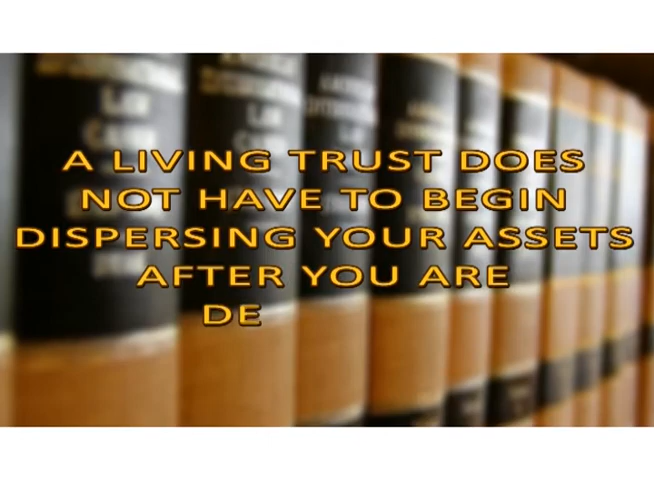 A LIVING TRUST DOES
NOT HAVE TO BEGIN
DISPERSING YOUR ASSETS
AFTER YOU ARE
DE